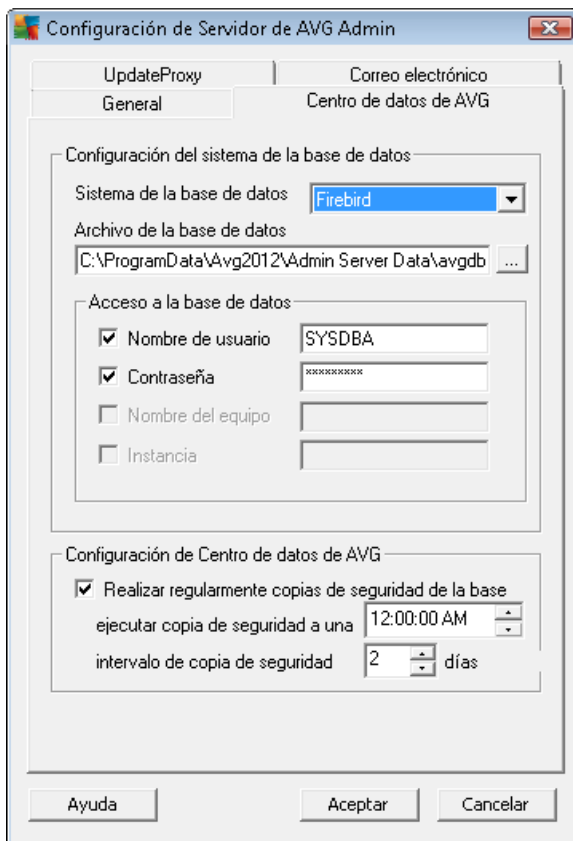 Configuración de Servidor de AVG Admin
UpdateProxy
Correo electrónico
General
Centro de datos de AVG
Configuración del sistema de la base de datos
Sistema de la base de datos
Firebird
Archivo de la base de datos
C:\ProgramData\Avg2012\Admin Server Data\avgdb
...
Acceso a la base de datos
Nombre de usuario
SYSDBA
Contraseña
*********
Nombre del equipo
Instancia
Configuración de Centro de datos de AVG
Realizar regularmente copias de seguridad de la base
ejecutar copia de seguridad a una
12:00:00 AM
intervalo de copia de seguridad
2
días
Ayuda
Aceptar
Cancelar